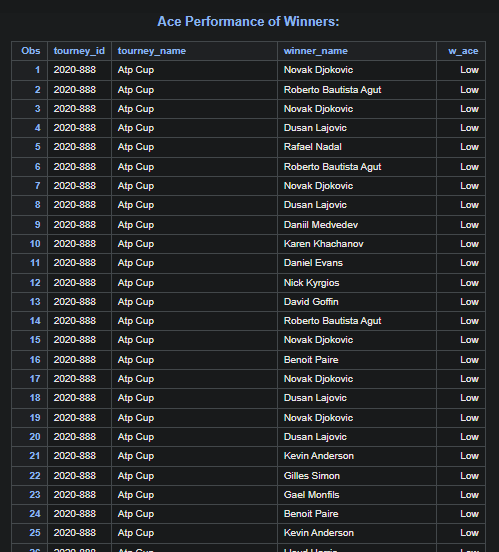 Ace Performance of Winners:
Obs tourney_id tourney_name winner_name w_ace
1 2020-888 Atp Cup Novak Djokovic Low
2 2020-888 Atp Cup Roberto Bautista Agut Low
3 2020-888 Atp Cup Novak Djokovic Low
4 2020-888 Atp Cup Dusan Lajovic Low
5 2020-888 Atp Cup Rafael Nadal Low
6 2020-888 Atp Cup Roberto Bautista Agut Low
7 2020-888 Atp Cup Novak Djokovic Low
8 2020-888 Atp Cup Dusan Lajovic Low
9 2020-888 Atp Cup Daniil Medvedev Low
10 2020-888 Atp Cup Karen Khachanov Low
11 2020-888 Atp Cup Daniel Evans Low
12 2020-888 Atp Cup Nick Kyrgios Low
13 2020-888 Atp Cup David Goffin Low
14 2020-888 Atp Cup Roberto Bautista Agut Low
15 2020-888 Atp Cup Novak Djokovic Low
16 2020-888 Atp Cup Benoit Paire Low
17 2020-888 Atp Cup Novak Djokovic Low
18 2020-888 Atp Cup Dusan Lajovic Low
19 2020-888 Atp Cup Novak Djokovic Low
20 2020-888 Atp Cup Dusan Lajovic Low
21 2020-888 Atp Cup Kevin Anderson Low
22 2020-888 Atp Cup Gilles Simon Low
23 2020-888 Atp Cup Gael Monfils Low
24 2020-888 Atp Cup Benoit Paire Low
25 2020-888 Atp Cup Kevin Anderson Low